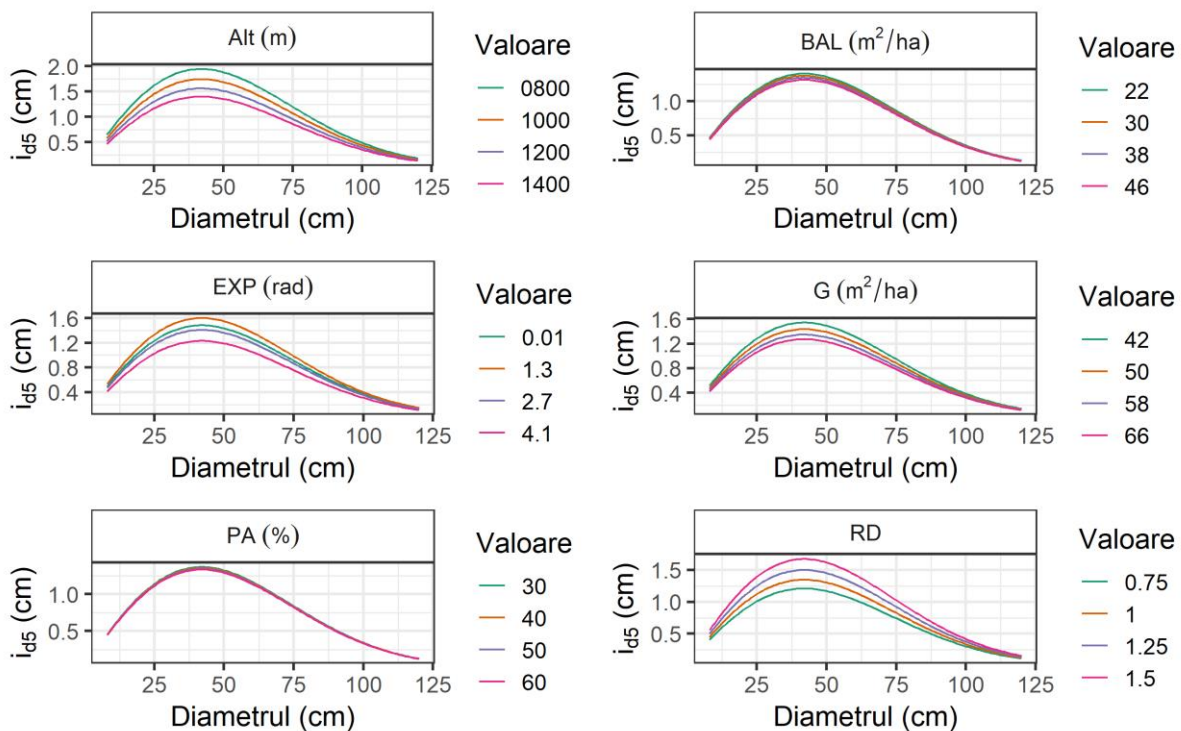 Alt (m)
i_d5 (cm)
2.0
1.5
1.0
0.5
25 50 75 100 125
Diametrul (cm)
Valoare
0800
1000
1200
1400
BAL (m²/ha)
i_d5 (cm)
1.0
0.5
25 50 75 100 125
Diametrul (cm)
Valoare
22
30
38
46
EXP (rad)
i_d5 (cm)
1.6
1.2
0.8
0.4
25 50 75 100 125
Diametrul (cm)
Valoare
0.01
1.3
2.7
4.1
G (m²/ha)
i_d5 (cm)
1.6
1.2
0.8
0.4
25 50 75 100 125
Diametrul (cm)
Valoare
42
50
58
66
PA (%)
i_d5 (cm)
1.0
0.5
25 50 75 100 125
Diametrul (cm)
Valoare
30
40
50
60
RD
i_d5 (cm)
1.5
1.0
0.5
25 50 75 100 125
Diametrul (cm)
Valoare
0.75
1
1.25
1.5